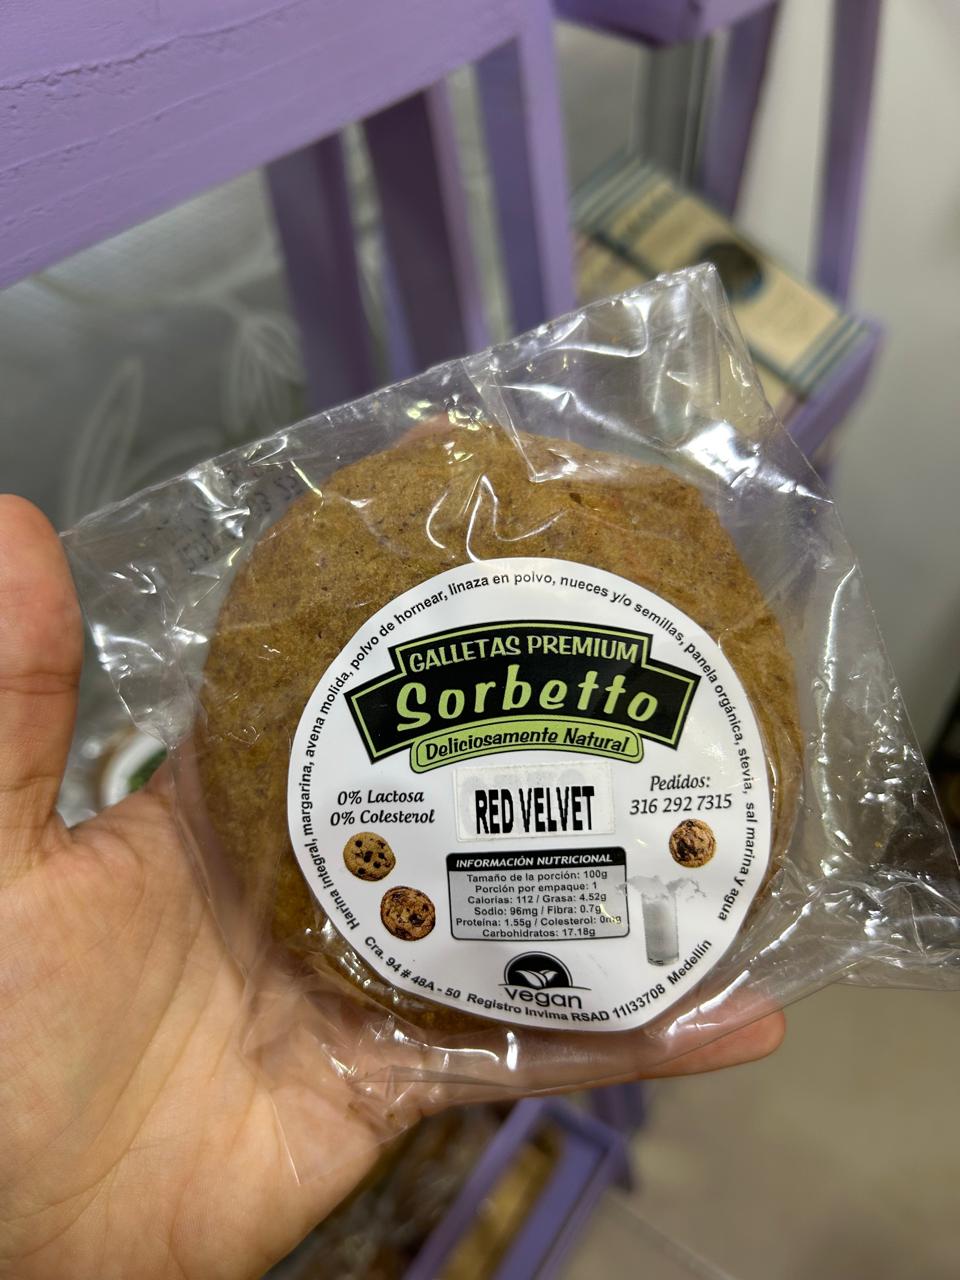 Harina integral, margarina, avena molida, polvo de hornear, linaza en polvo, nueces y/o semillas, panela orgánica, stevia, sal marina y agua
GALLETAS PREMIUM
Sorbetto
Deliciosamente Natural
0% Lactosa
0% Colesterol
RED VELVET
Pedidos:
316 292 7315
INFORMACIÓN NUTRICIONAL
Tamaño de la porción: 100g
Porción por empaque: 1
Calorías: 112 / Grasa: 4.52g
Sodio: 96mg / Fibra: 0.7g
Proteína: 1.55g / Colesterol: 0mg
Carbohidratos: 17.18g
vegan
Cra. 94 # 48A - 50 Registro Invima RSAD 11I33708 Medellín